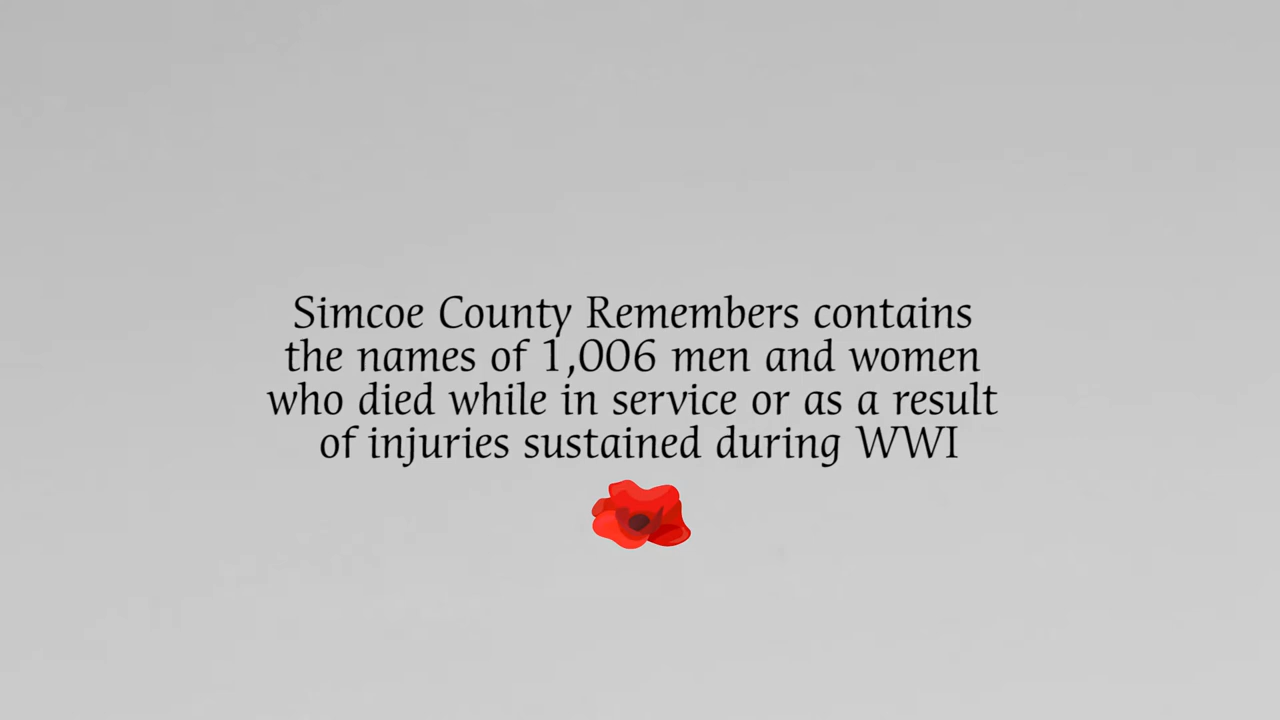 Simcoe County Remembers contains
the names of 1,006 men and women
who died while in service or as a result
of injuries sustained during WWI